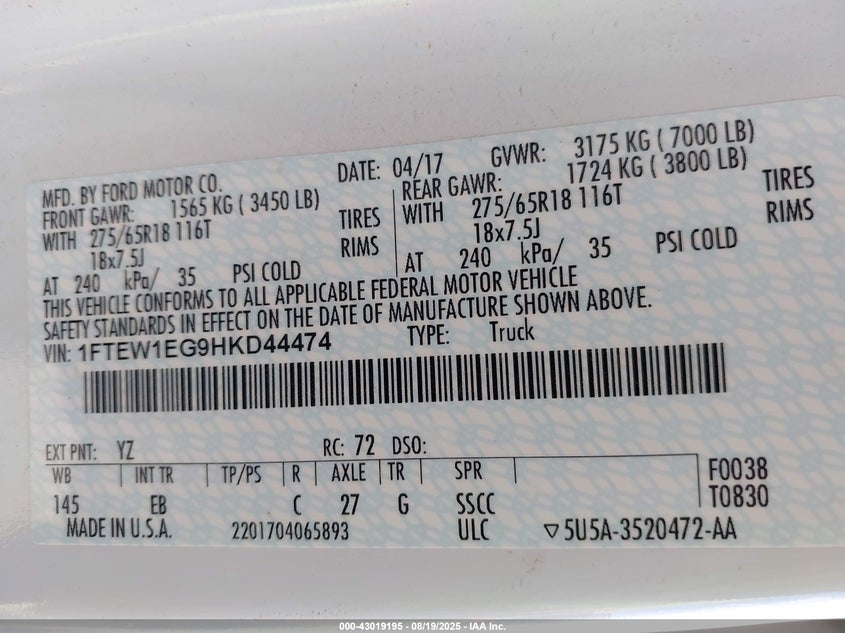 MFD. BY FORD MOTOR CO.
DATE: 04/17
GVWR: 3175 KG ( 7000 LB)
FRONT GAWR: 1565 KG ( 3450 LB)
REAR GAWR: 1724 KG ( 3800 LB)
WITH 275/65R18 116T TIRES
WITH 275/65R18 116T TIRES
18x7.5J RIMS
18x7.5J RIMS
AT 240 kPa/ 35 PSI COLD
AT 240 kPa/ 35 PSI COLD
THIS VEHICLE CONFORMS TO ALL APPLICABLE FEDERAL MOTOR VEHICLE
SAFETY STANDARDS IN EFFECT ON THE DATE OF MANUFACTURE SHOWN ABOVE.
VIN: 1FTEW1EG9HKD44474 TYPE: Truck
EXT PNT: YZ RC: 72 DSO:
WB INT TR TP/PS R AXLE TR SPR F0038
145 EB C 27 G SSCC T0830
MADE IN U.S.A. 2201704065893 ULC ▽5U5A-3520472-AA
000-43019195 - 08/19/2025 - IAA Inc.